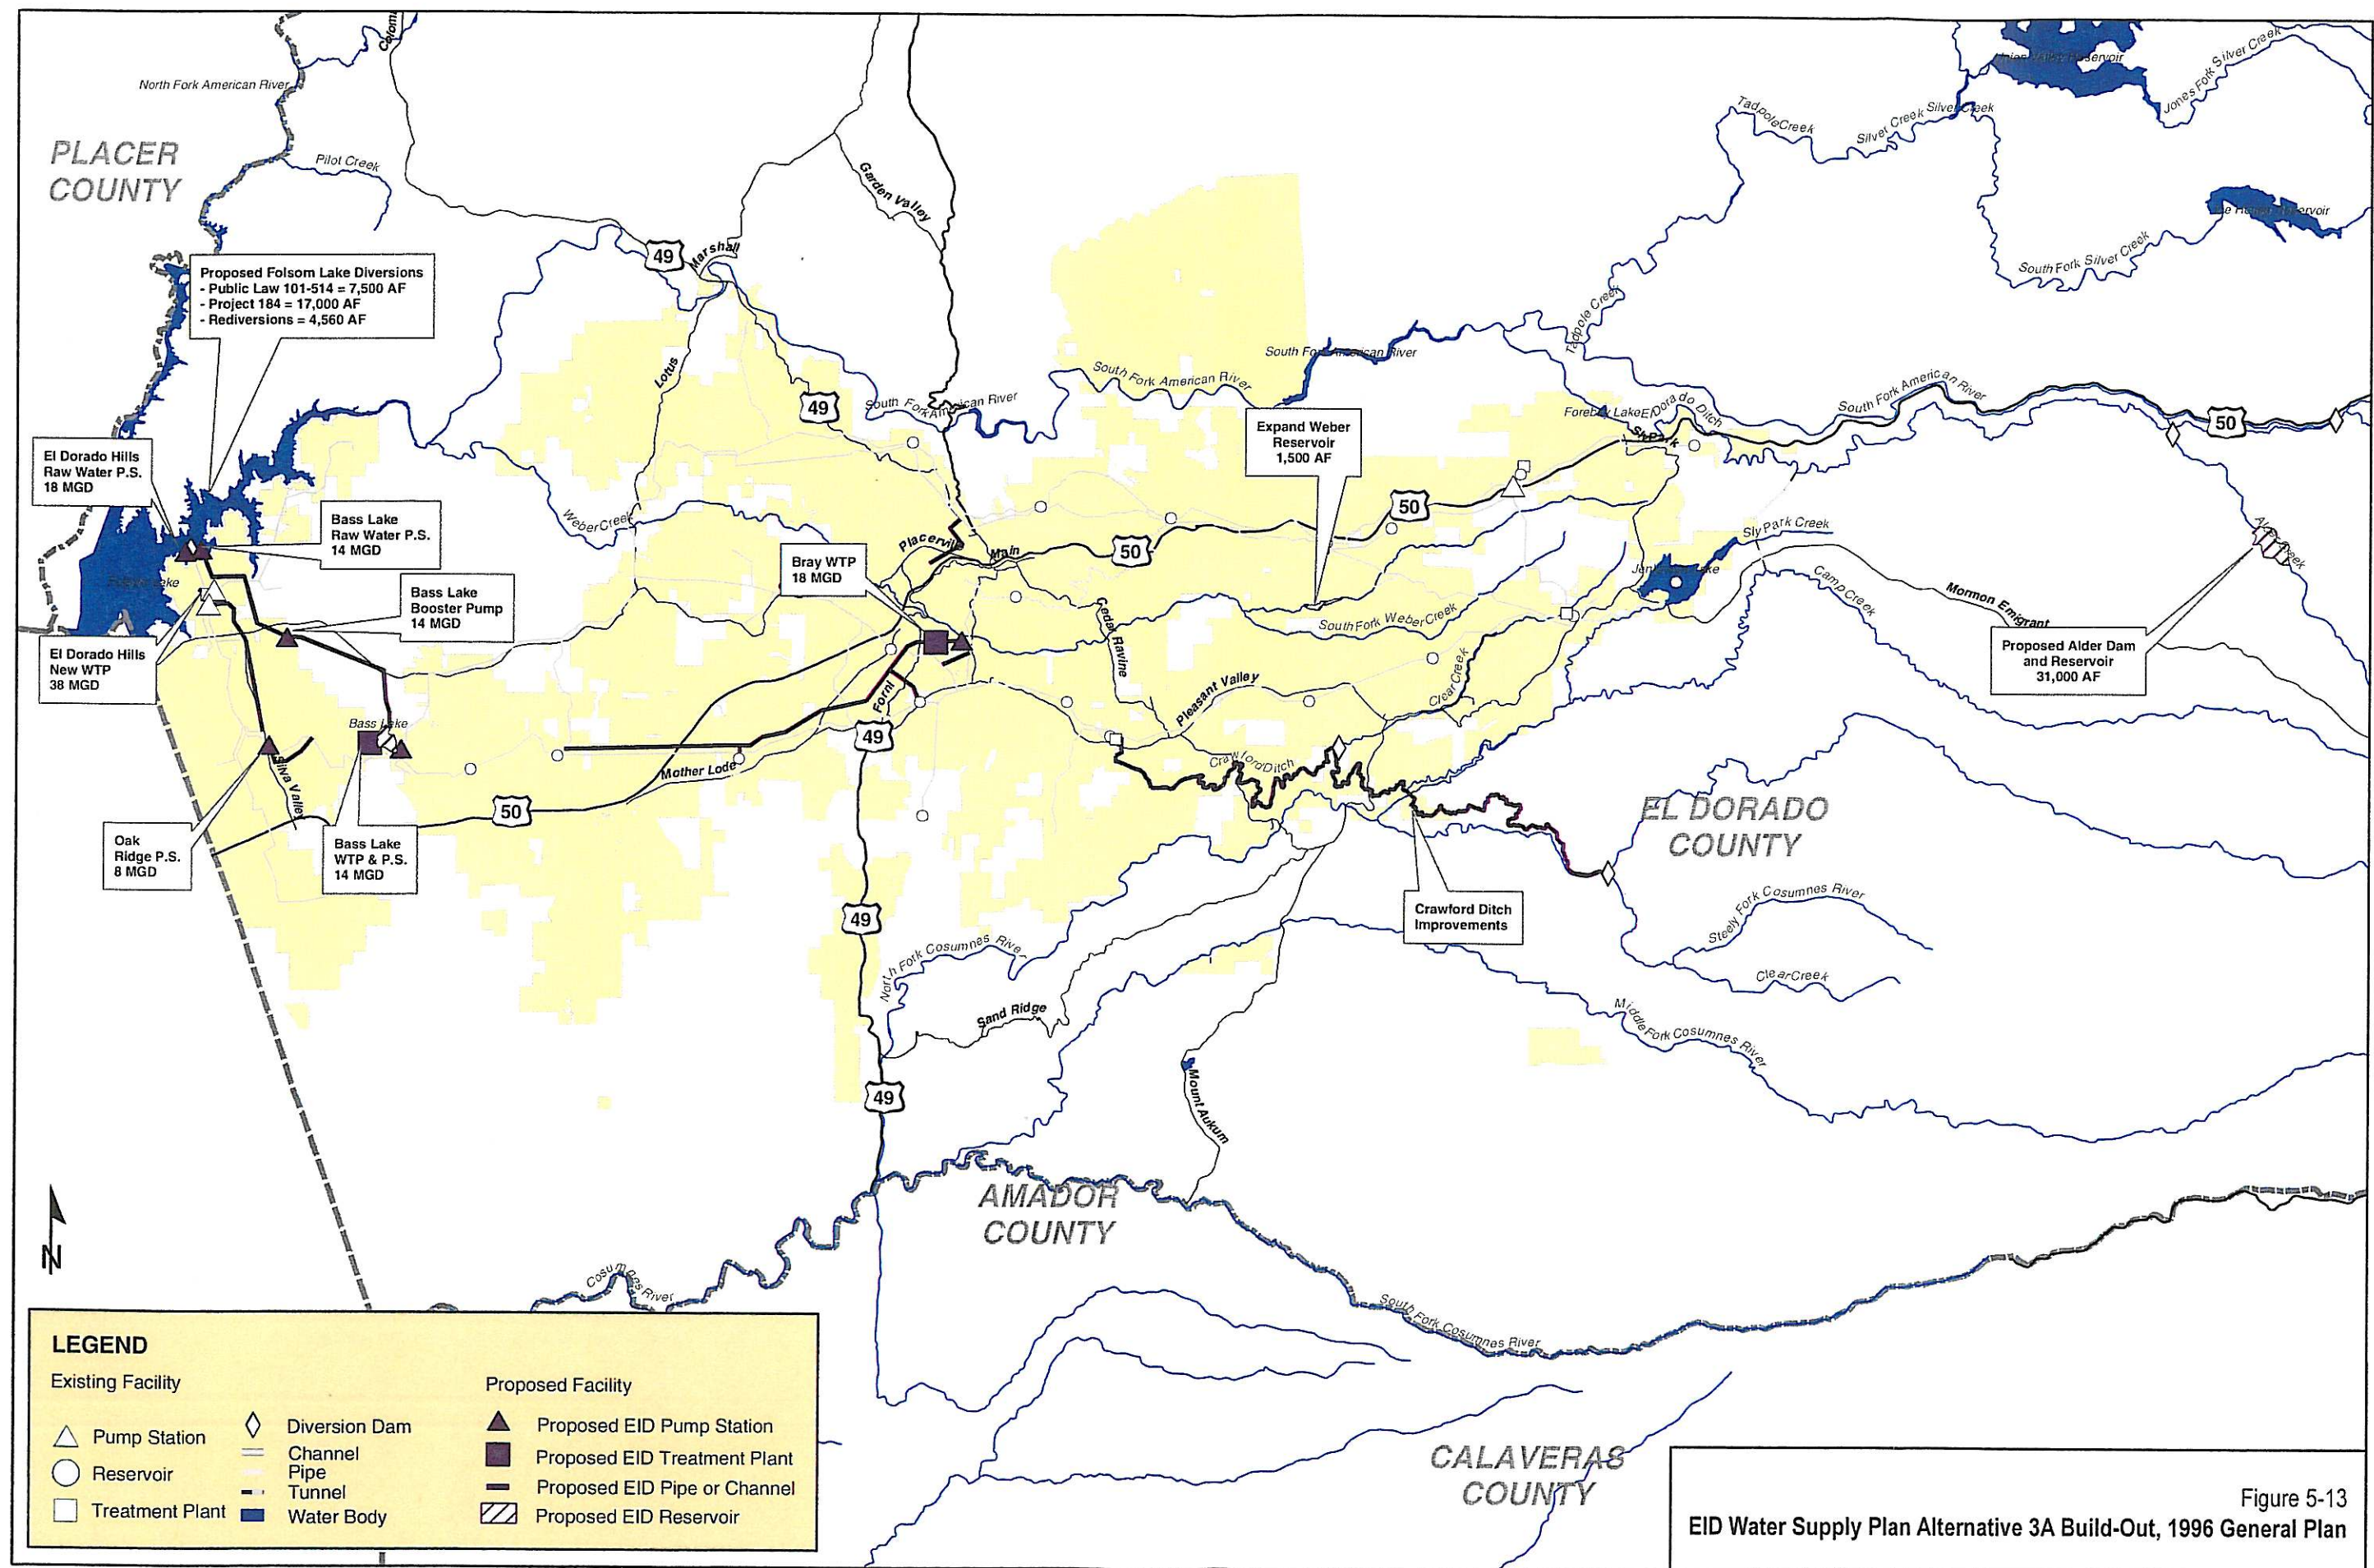 Colom
North Fork American River
PLACER
COUNTY
Pilot Creek
Garden Valley
49
Marshall
Proposed Folsom Lake Diversions
- Public Law 101-514 = 7,500 AF
- Project 184 = 17,000 AF
- Rediversions = 4,560 AF
Jones Fork Silver Creek
Tadpole Creek
Silver Creek
Silver Creek
South Fork Silver Creek
Tadpole Creek
South Fork American River
South Fork American River
Lotus
49
South Fork American River
Expand Weber
Reservoir
1,500 AF
Forebay Lake
El Dorado Ditch
South Fork American River
50
El Dorado Hills
Raw Water P.S.
18 MGD
Bass Lake
Raw Water P.S.
14 MGD
Weber Creek
Placerville
Main
50
50
Sly Park Creek
Bray WTP
18 MGD
Bass Lake
Booster Pump
14 MGD
Cedar Ravine
South Fork Weber Creek
Camp Creek
Mormon Emigrant
El Dorado Hills
New WTP
38 MGD
Proposed Alder Dam
and Reservoir
31,000 AF
Forni
Pleasant Valley
Clear Creek
Bass Lake
49
Mother Lode
Crawford Ditch
Silva Valley
50
EL DORADO
COUNTY
Oak
Ridge P.S.
8 MGD
Bass Lake
WTP & P.S.
14 MGD
49
Crawford Ditch
Improvements
Steely Fork Cosumnes River
North Fork Cosumnes Rive
Clear Creek
Sand Ridge
Middle Fork Cosumnes River
49
Mount Aukum
AMADOR
COUNTY
N
Cosumnes River
South Fork Cosumnes River
LEGEND
Existing Facility
Pump Station
Reservoir
Treatment Plant
Diversion Dam
Channel
Pipe
Tunnel
Water Body
Proposed Facility
Proposed EID Pump Station
Proposed EID Treatment Plant
Proposed EID Pipe or Channel
Proposed EID Reservoir
CALAVERAS
COUNTY
Figure 5-13
EID Water Supply Plan Alternative 3A Build-Out, 1996 General Plan